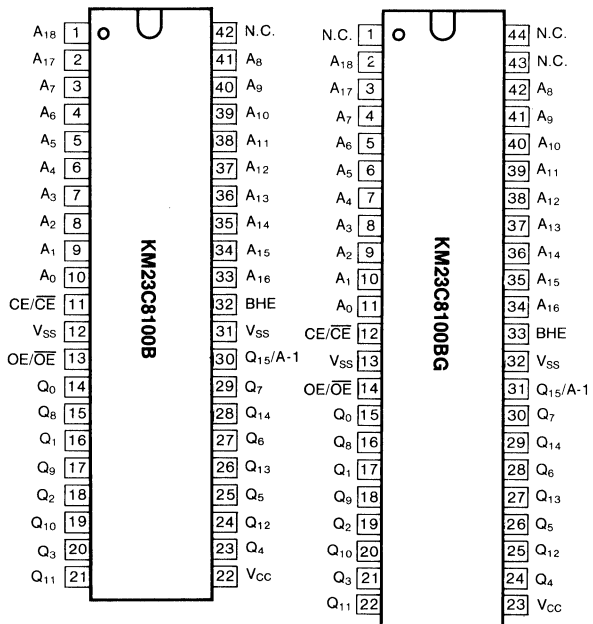 A18 1 42 N.C.
A17 2 41 A8
A7 3 40 A9
A6 4 39 A10
A5 5 38 A11
A4 6 37 A12
A3 7 36 A13
A2 8 35 A14
A1 9 34 A15
A0 10 33 A16
CE/C̅E̅ 11 32 BHE
VSS 12 31 VSS
OE/O̅E̅ 13 30 Q15/A-1
Q0 14 29 Q7
Q8 15 28 Q14
Q1 16 27 Q6
Q9 17 26 Q13
Q2 18 25 Q5
Q10 19 24 Q12
Q3 20 23 Q4
Q11 21 22 VCC
KM23C8100B
N.C. 1 44 N.C.
A18 2 43 N.C.
A17 3 42 A8
A7 4 41 A9
A6 5 40 A10
A5 6 39 A11
A4 7 38 A12
A3 8 37 A13
A2 9 36 A14
A1 10 35 A15
A0 11 34 A16
CE/C̅E̅ 12 33 BHE
VSS 13 32 VSS
OE/O̅E̅ 14 31 Q15/A-1
Q0 15 30 Q7
Q8 16 29 Q14
Q1 17 28 Q6
Q9 18 27 Q13
Q2 19 26 Q5
Q10 20 25 Q12
Q3 21 24 Q4
Q11 22 23 VCC
KM23C8100BG